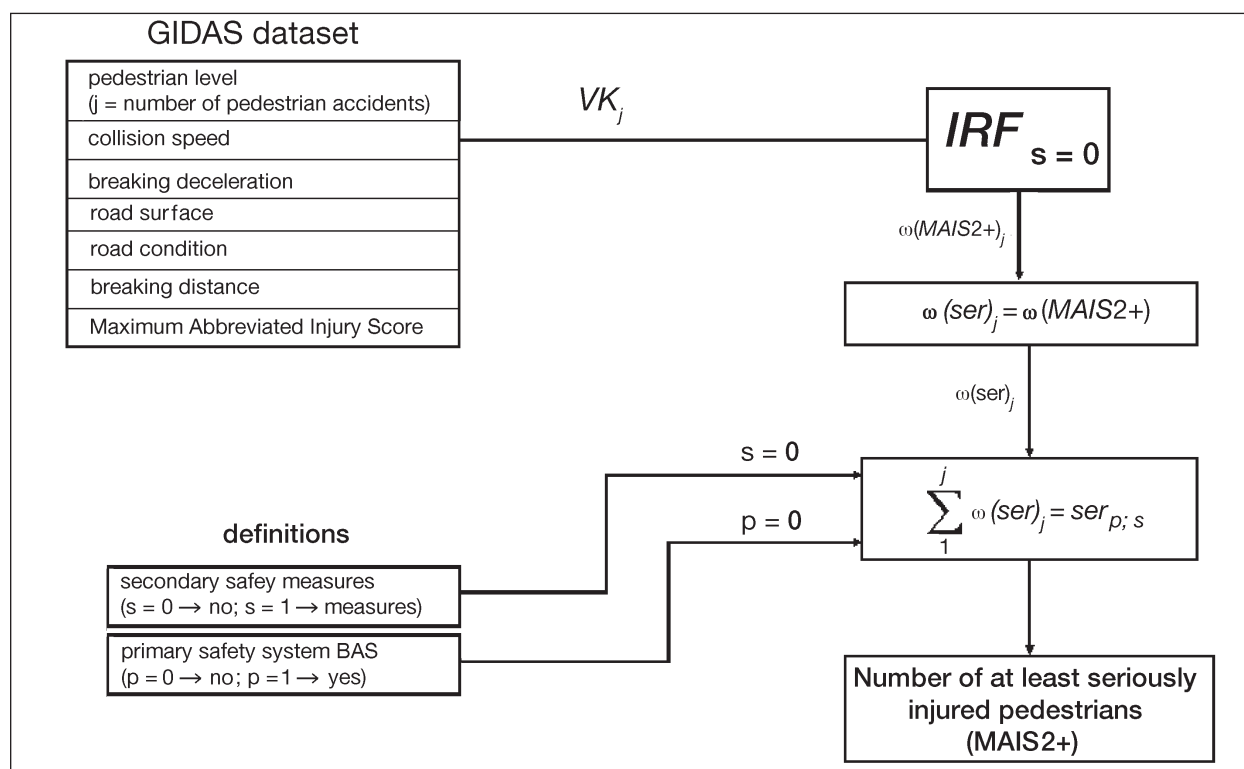 GIDAS dataset
pedestrian level
(j = number of pedestrian accidents)
collision speed
breaking deceleration
road surface
road condition
breaking distance
Maximum Abbreviated Injury Score
VKj
IRF s = 0
ω(MAIS2+)j
ω (ser)j = ω (MAIS2+)
ω(ser)j
s = 0
p = 0
j
∑ ω (ser)j = ser p; s
1
definitions
secondary safey measures
(s = 0 → no; s = 1 → measures)
primary safety system BAS
(p = 0 → no; p = 1 → yes)
Number of at least seriously
injured pedestrians
(MAIS2+)